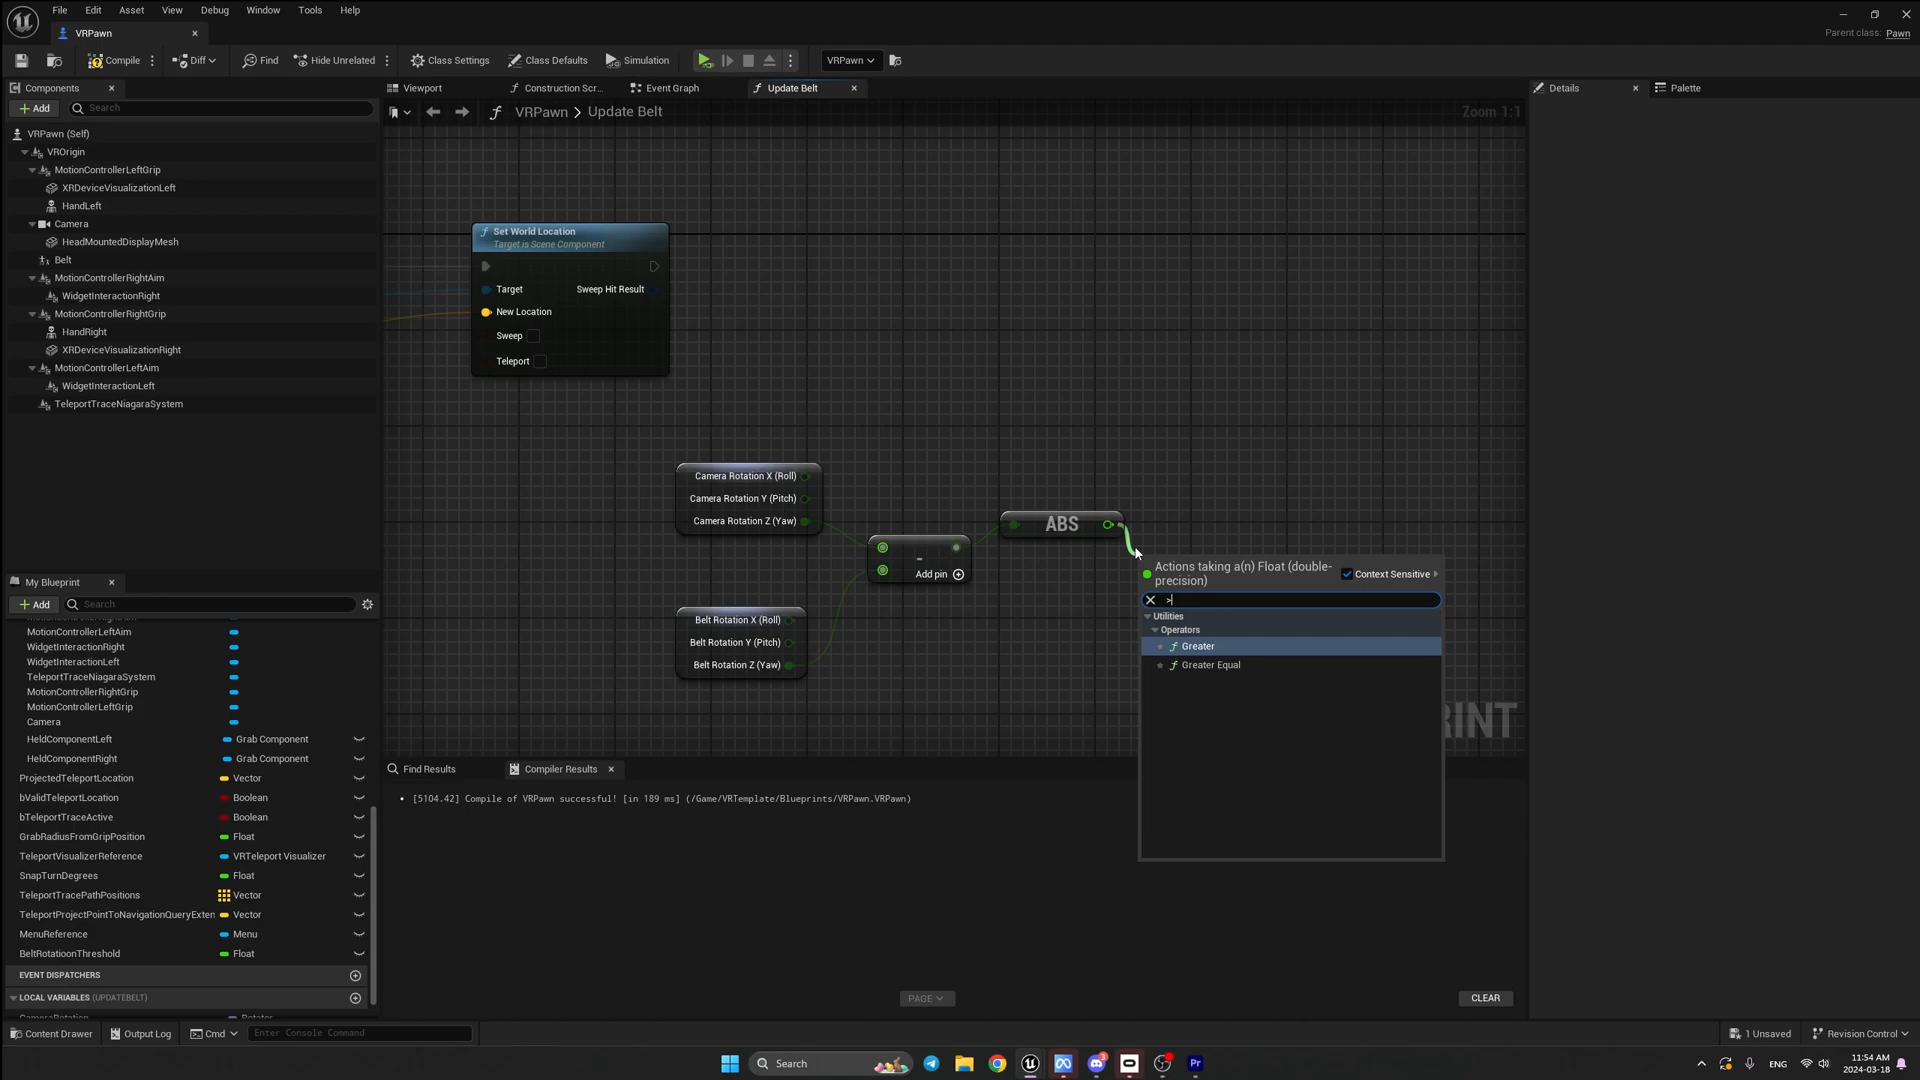 File Edit Asset View Debug Window Tools Help
VRPawn
Parent class: Pawn
Compile Diff Find Hide Unrelated Class Settings Class Defaults Simulation VRPawn
Components
Viewport Construction Scr... Event Graph Update Belt
Details Palette
Add Search
VRPawn > Update Belt
Zoom 1:1
VRPawn (Self)
VROrigin
MotionControllerLeftGrip
XRDeviceVisualizationLeft
HandLeft
Camera
HeadMountedDisplayMesh
Belt
MotionControllerRightAim
WidgetInteractionRight
MotionControllerRightGrip
HandRight
XRDeviceVisualizationRight
MotionControllerLeftAim
WidgetInteractionLeft
TeleportTraceNiagaraSystem
Set World Location
Target is Scene Component
Target Sweep Hit Result
New Location
Sweep
Teleport
Camera Rotation X (Roll)
Camera Rotation Y (Pitch)
Camera Rotation Z (Yaw)
ABS
-
Add pin
Belt Rotation X (Roll)
Belt Rotation Y (Pitch)
Belt Rotation Z (Yaw)
Actions taking a(n) Float (double-
precision)
Context Sensitive
>
Utilities
Operators
Greater
Greater Equal
RINT
My Blueprint
Add Search
MotionControllerLeftAim
WidgetInteractionRight
WidgetInteractionLeft
TeleportTraceNiagaraSystem
MotionControllerRightGrip
MotionControllerLeftGrip
Camera
HeldComponentLeft Grab Component
HeldComponentRight Grab Component
ProjectedTeleportLocation Vector
bValidTeleportLocation Boolean
bTeleportTraceActive Boolean
GrabRadiusFromGripPosition Float
TeleportVisualizerReference VRTeleport Visualizer
SnapTurnDegrees Float
TeleportTracePathPositions Vector
TeleportProjectPointToNavigationQueryExten Vector
MenuReference Menu
BeltRotatioonThreshold Float
EVENT DISPATCHERS
LOCAL VARIABLES (UPDATEBELT)
CameraRotation Rotator
Find Results Compiler Results
[5104.42] Compile of VRPawn successful! [in 189 ms] (/Game/VRTemplate/Blueprints/VRPawn.VRPawn)
PAGE
CLEAR
Content Drawer Output Log Cmd Enter Console Command
1 Unsaved Revision Control
Search
Pr
ENG
11:54 AM
2024-03-18